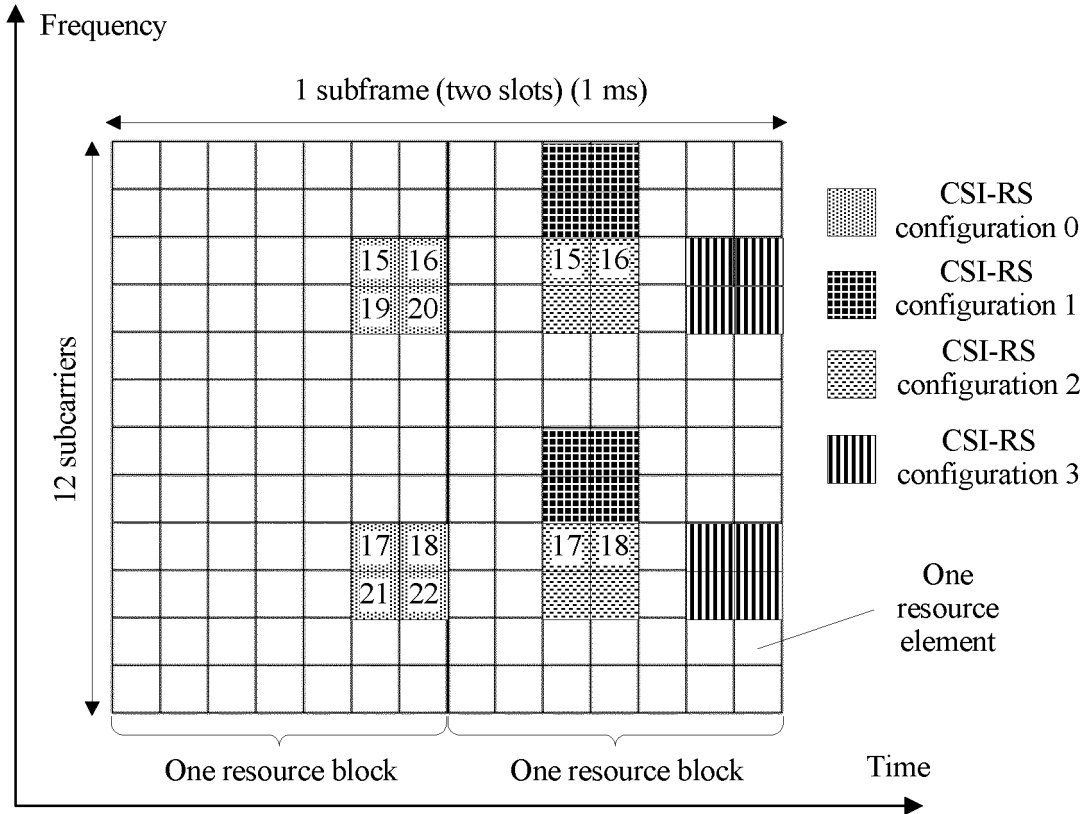 Frequency
1 subframe (two slots) (1 ms)
12 subcarriers
15 16
19 20
17 18
21 22
15 16
17 18
CSI-RS
configuration 0
CSI-RS
configuration 1
CSI-RS
configuration 2
CSI-RS
configuration 3
One
resource
element
One resource block
One resource block
Time